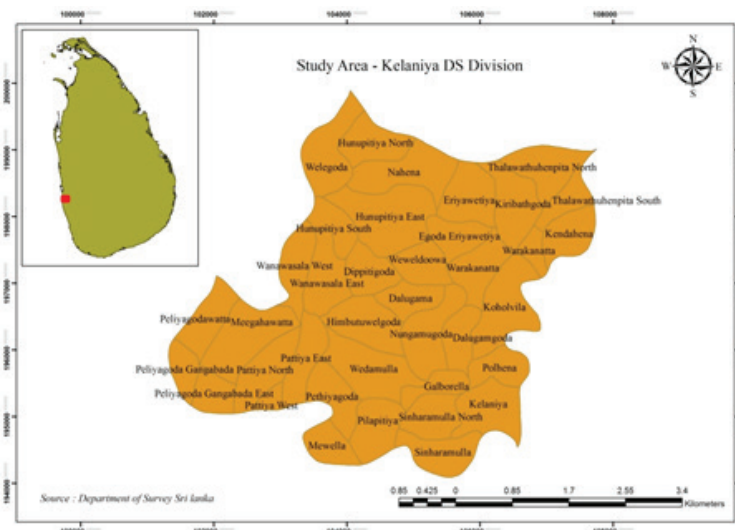 100000 102000 104000 106000 108000
Study Area - Kelaniya DS Division
N
W E
S
200000
199000
198000
197000
196000
195000
194000
Hunupitiya North
Welegoda
Nahena
Thalawathuhenpita North
Eriyawetiya
Kiribathgoda
Thalawathuhenpita South
Hunupitiya East
Hunupitiya South
Egoda Eriyawetiya
Kendahena
Warakanatta
Wanawasala West
Dippitigoda
Weweldoowa
Warakanatta
Wanawasala East
Dalugama
Koholvila
Peliyagodawatta
Meegahawatta
Himbutuwelgoda
Nungamugoda
Dalugamgoda
Pattiya East
Peliyagoda Gangabada
Pattiya North
Wedamulla
Polhena
Galborella
Peliyagoda Gangabada East
Pattiya West
Pethiyagoda
Kelaniya
Pilapitiya
Sinharamulla North
Mewella
Sinharamulla
Source : Department of Survey Sri lanka
0.85 0.425 0 0.85 1.7 2.55 3.4
Kilometers